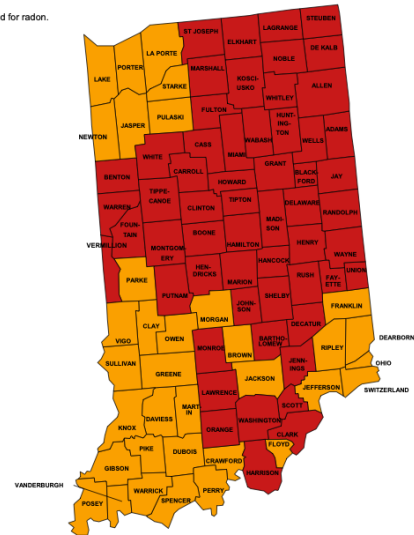 d for radon.
STEUBEN
ST JOSEPH
LAGRANGE
ELKHART
LA PORTE
DE KALB
PORTER
NOBLE
LAKE
MARSHALL
KOSCI-
USKO
STARKE
ALLEN
WHITLEY
FULTON
PULASKI
HUNT-
ING-
TON
JASPER
NEWTON
ADAMS
WABASH
WELLS
CASS
MIAMI
WHITE
GRANT
CARROLL
BLACK-
FORD
BENTON
JAY
HOWARD
TIPPE-
CANOE
TIPTON
DELAWARE
WARREN
CLINTON
RANDOLPH
MADI-
SON
FOUN-
TAIN
BOONE
HENRY
HAMILTON
VERMILLION
MONTGOM-
ERY
WAYNE
HANCOCK
HEN-
DRICKS
RUSH
UNION
PARKE
MARION
FAY-
ETTE
PUTNAM
SHELBY
JOHN-
SON
FRANKLIN
MORGAN
CLAY
DECATUR
OWEN
DEARBORN
VIGO
BARTHO-
LOMEW
MONROE
RIPLEY
BROWN
SULLIVAN
JENN-
INGS
OHIO
GREENE
JACKSON
JEFFERSON
SWITZERLAND
LAWRENCE
SCOTT
MART-
IN
DAVIESS
KNOX
WASHINGTON
ORANGE
CLARK
PIKE
FLOYD
DUBOIS
CRAWFORD
GIBSON
HARRISON
VANDERBURGH
WARRICK
PERRY
SPENCER
POSEY